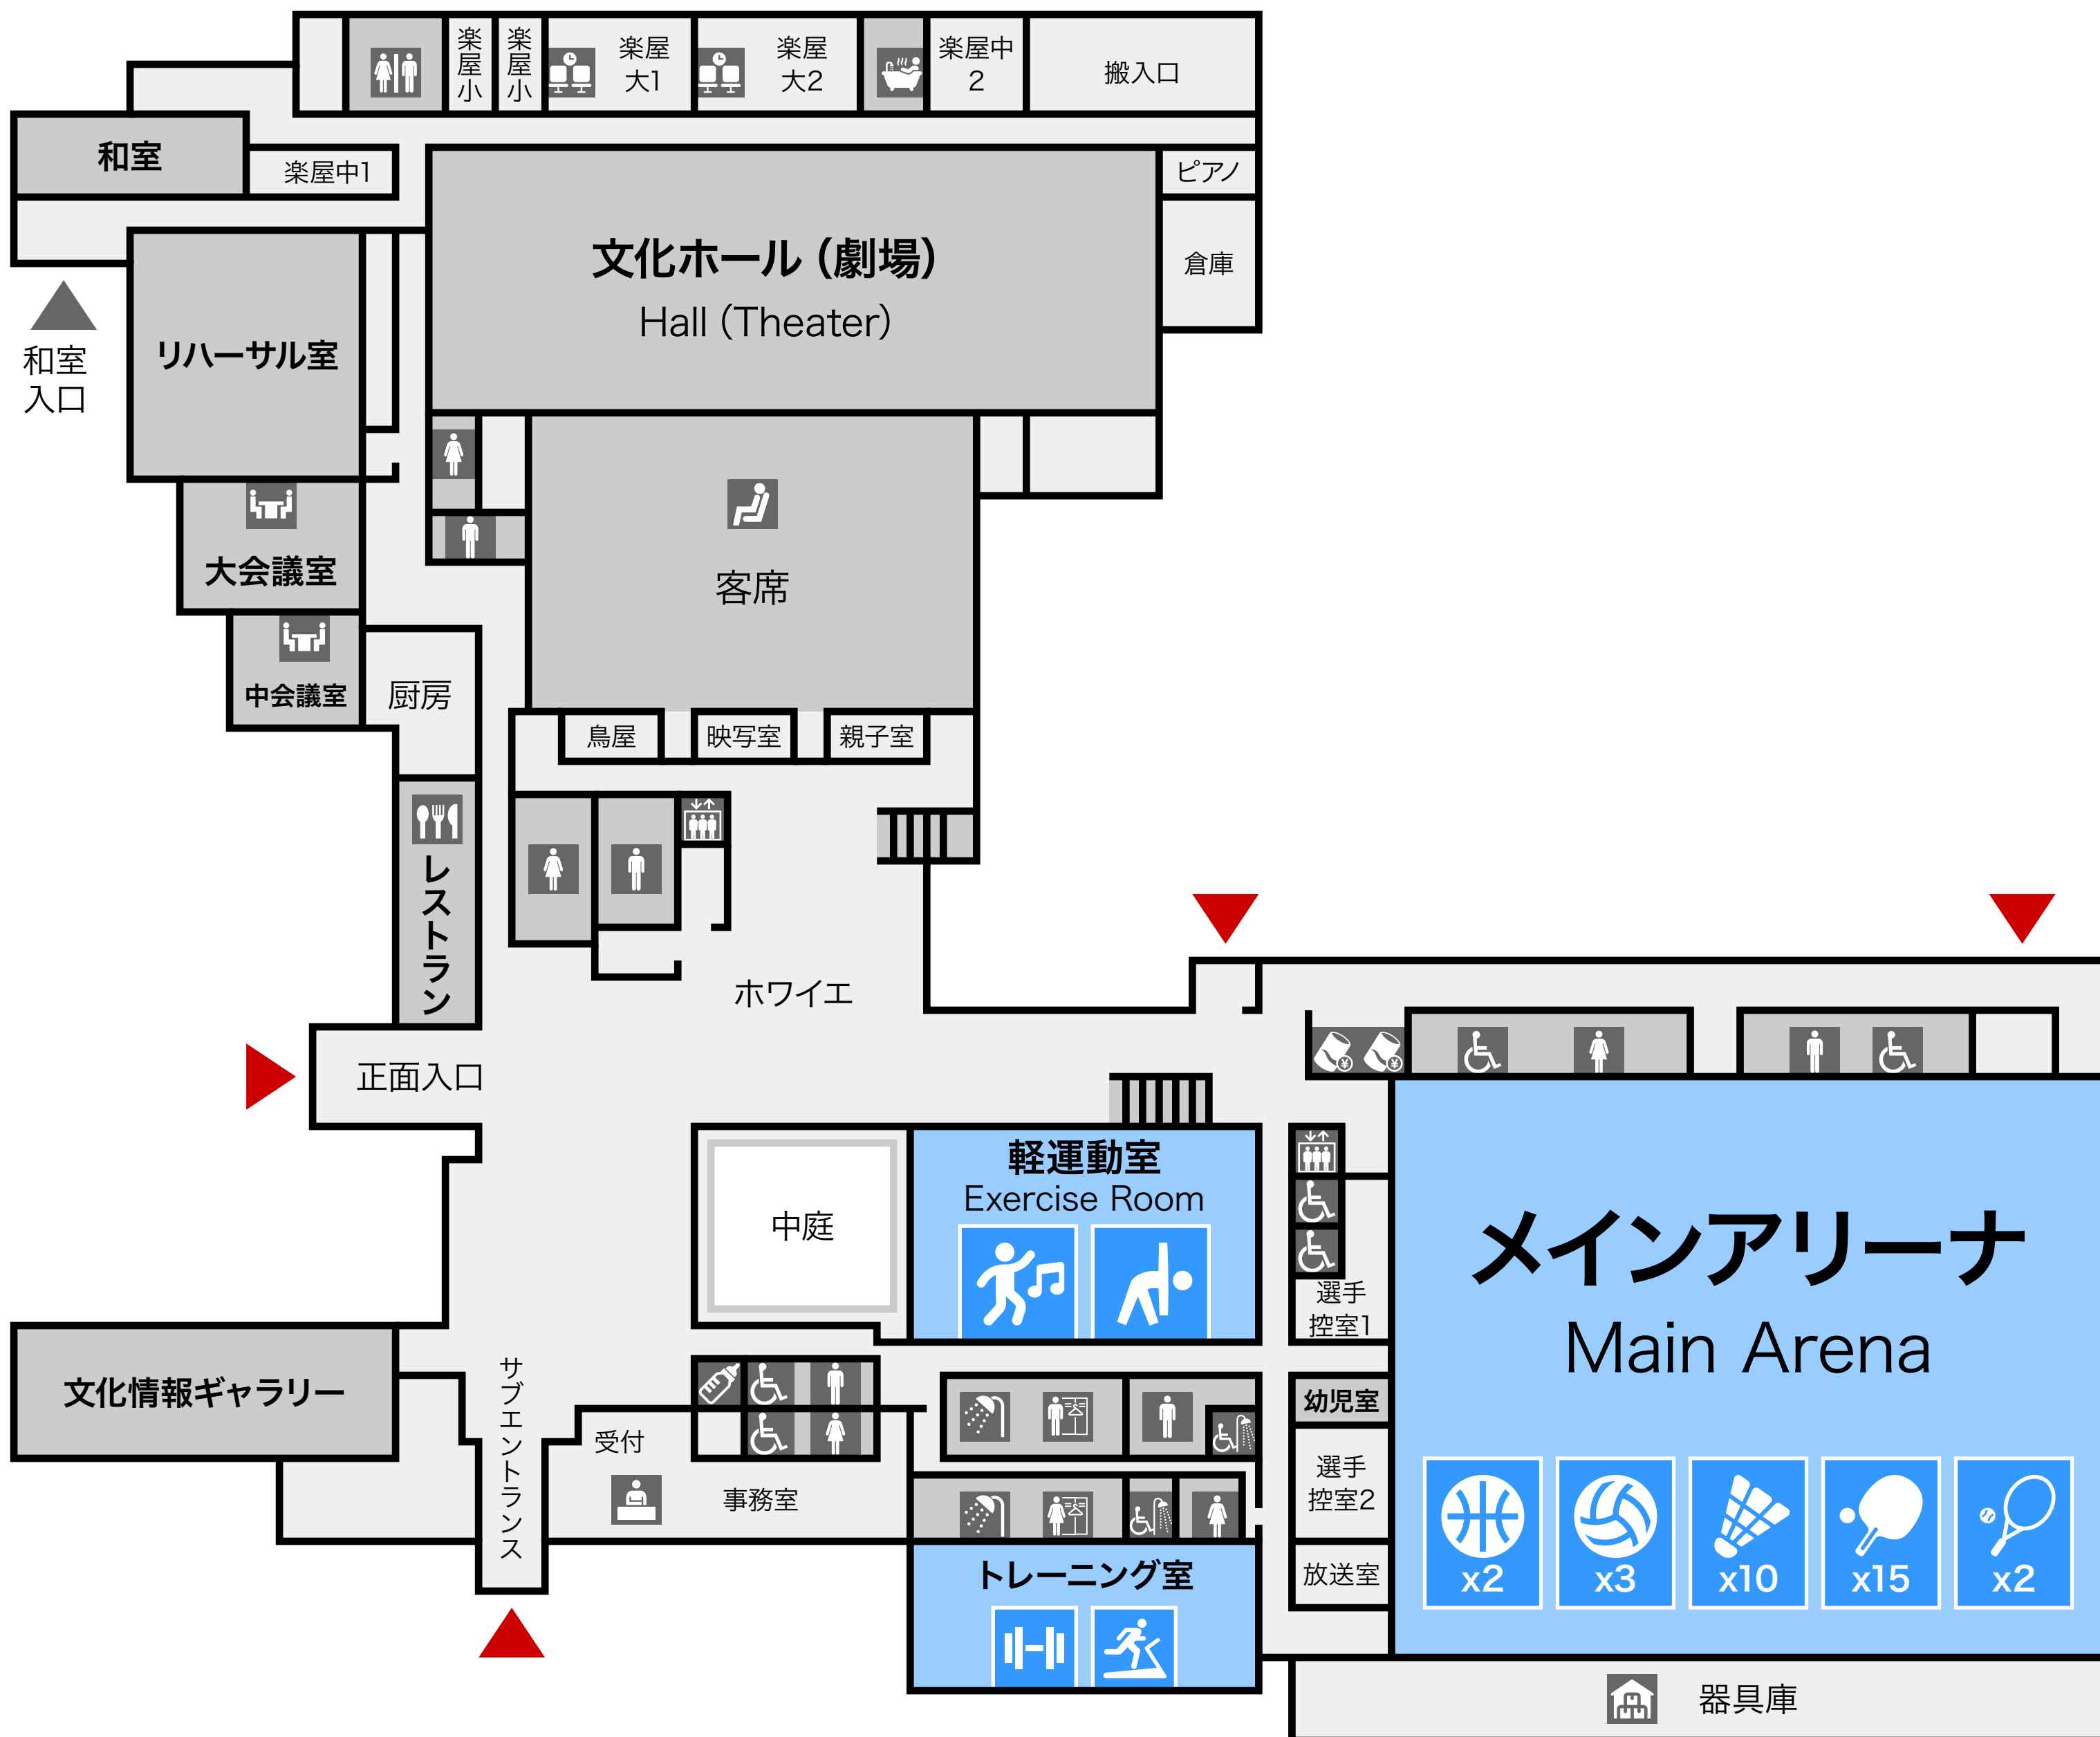 楽屋小
楽屋小
楽屋
大1
楽屋
大2
楽屋中
2
搬入口
和室
楽屋中1
ピアノ
文化ホール（劇場）
Hall（Theater）
倉庫
リハーサル室
和室
入口
大会議室
客席
中会議室
厨房
鳥屋
映写室
親子室
レストラン
ホワイエ
正面入口
軽運動室
Exercise Room
中庭
メインアリーナ
Main Arena
選手
控室1
文化情報ギャラリー
サブエントランス
幼児室
受付
事務室
選手
控室2
トレーニング室
放送室
x2
x3
x10
x15
x2
器具庫